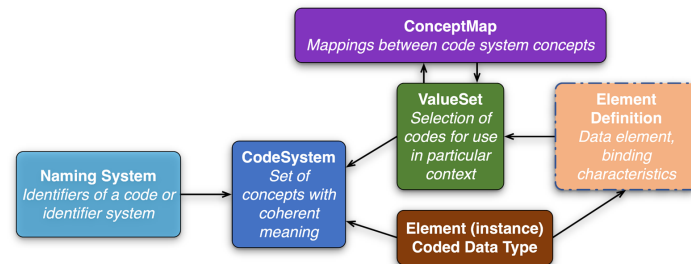 ConceptMap
Mappings between code system concepts
ValueSet
Selection of
codes for use
in particular
context
Element
Definition
Data element,
binding
characteristics
CodeSystem
Set of
concepts with
coherent
meaning
Naming System
Identifiers of a code or
identifier system
Element (instance)
Coded Data Type